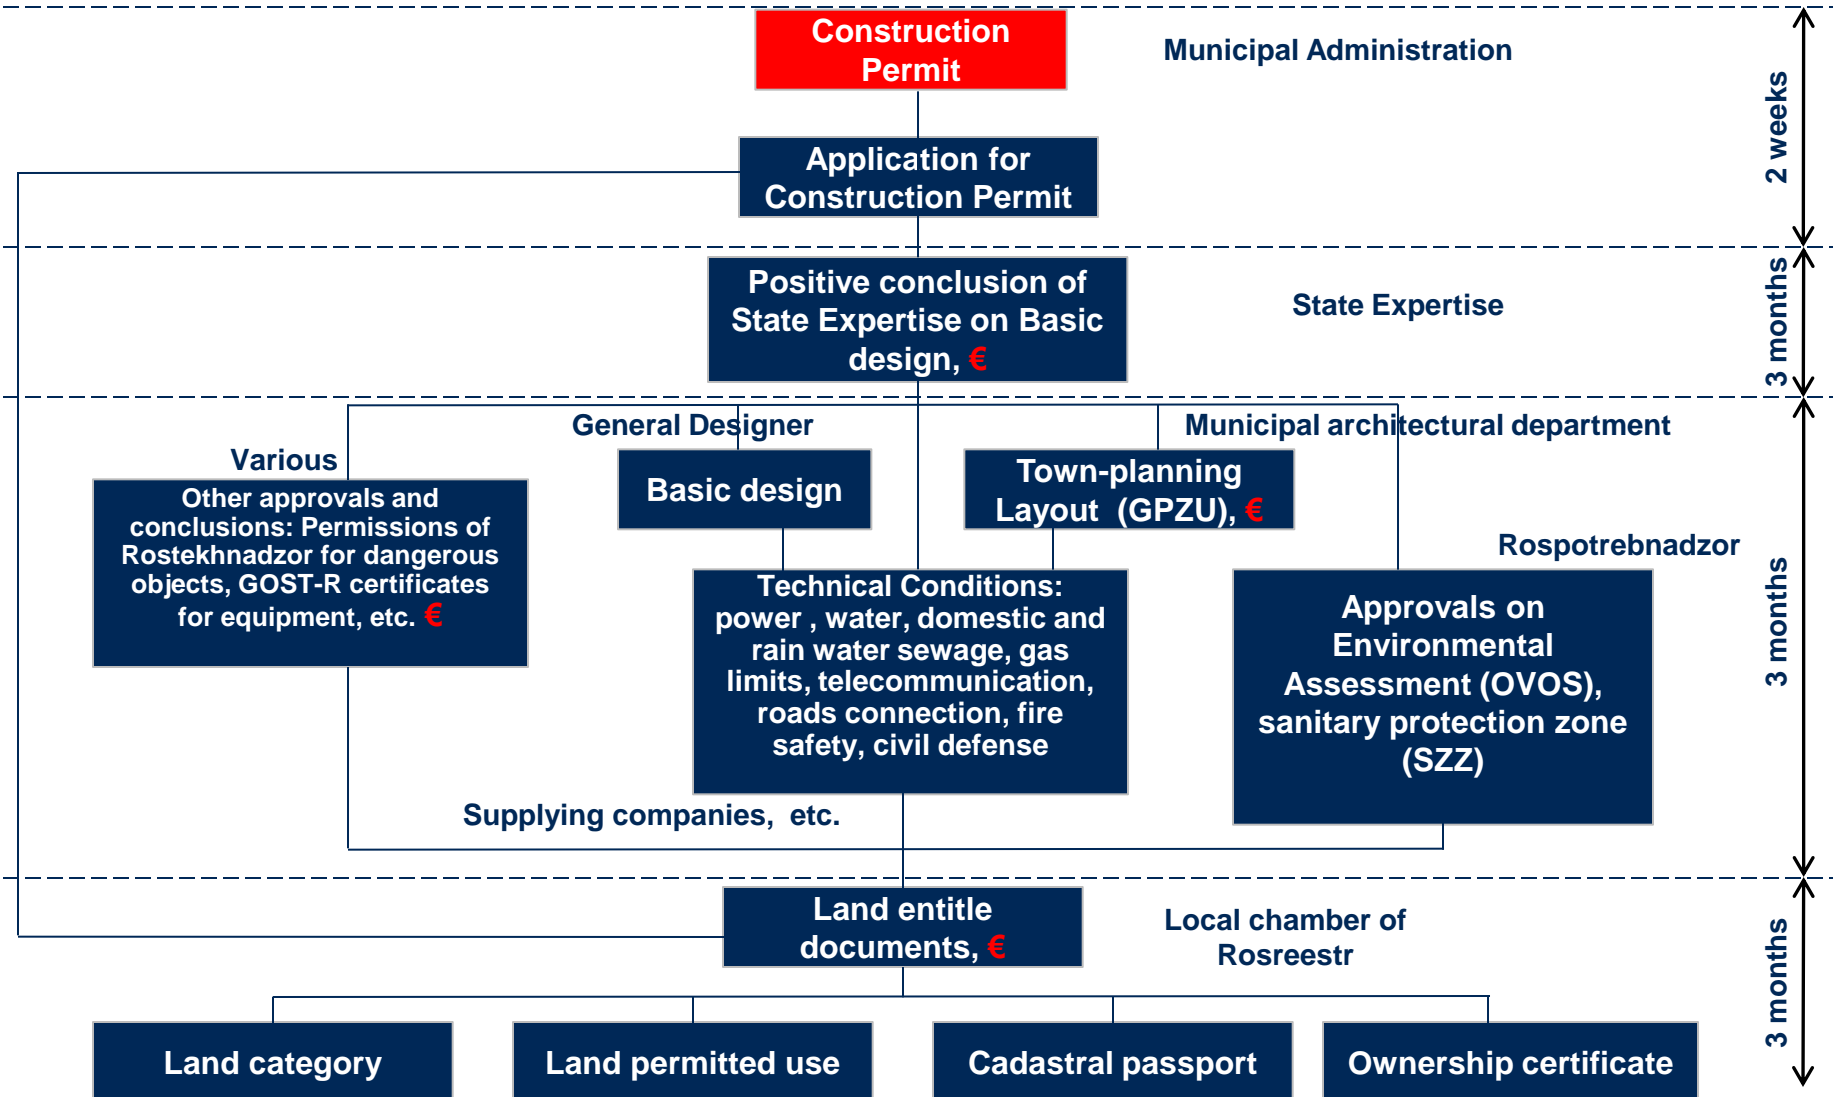 Construction
Permit
Municipal Administration
2 weeks
Application for
Construction Permit
Positive conclusion of
State Expertise on Basic
design, €
State Expertise
3 months
General Designer
Municipal architectural department
Various
Other approvals and
conclusions: Permissions of
Rostekhnadzor for dangerous
objects, GOST-R certificates
for equipment, etc. €
Basic design
Town-planning
Layout (GPZU), €
Rospotrebnadzor
Technical Conditions:
power , water, domestic and
rain water sewage, gas
limits, telecommunication,
roads connection, fire
safety, civil defense
Approvals on
Environmental
Assessment (OVOS),
sanitary protection zone
(SZZ)
3 months
Supplying companies, etc.
Land entitle
documents, €
Local chamber of
Rosreestr
3 months
Land category
Land permitted use
Cadastral passport
Ownership certificate